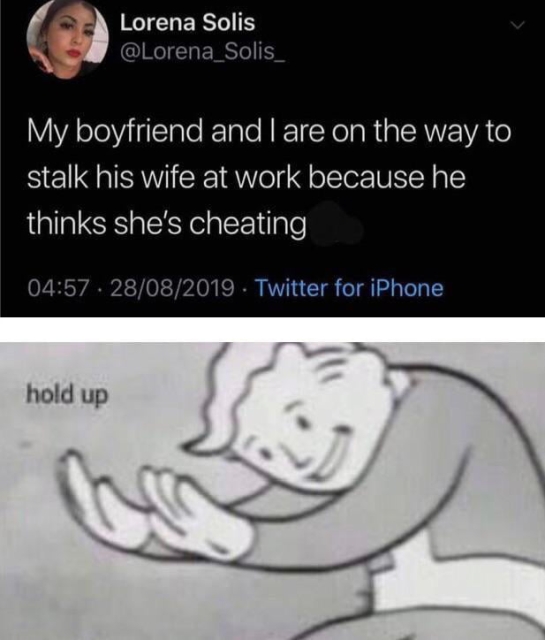 Lorena Solis
@Lorena_Solis_
My boyfriend and I are on the way to
stalk his wife at work because he
thinks she's cheating
04:57 · 28/08/2019 · Twitter for iPhone
hold up